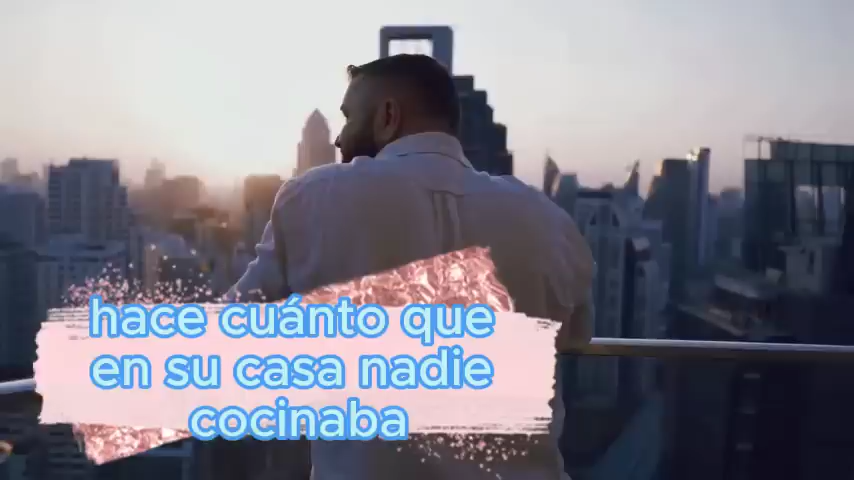 hace cuánto que
en su casa nadie
cocinaba